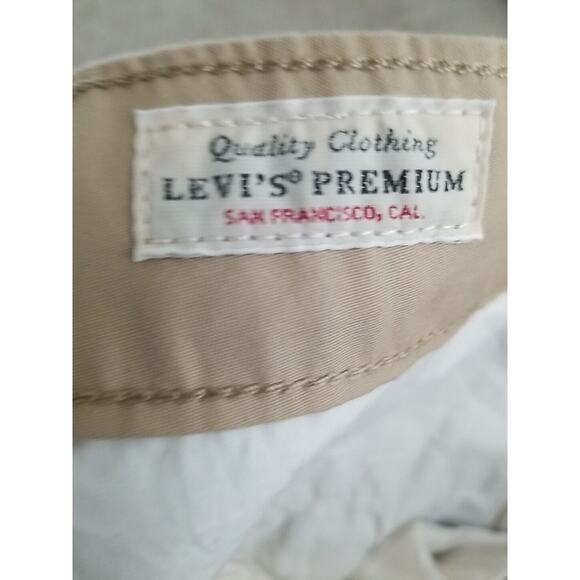 Quality Clothing
LEVI'S® PREMIUM
SAN FRANCISCO, CAL.